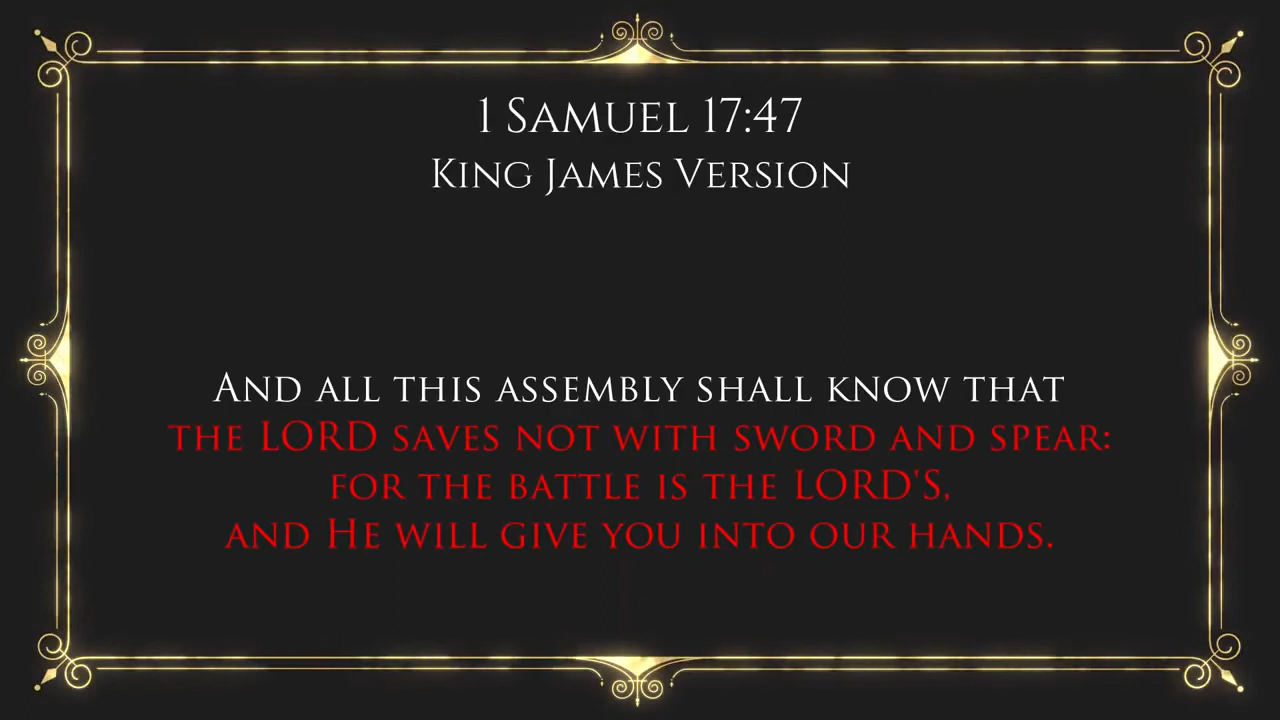 1 Samuel 17:47
King James Version
And all this assembly shall know that
the LORD saves not with sword and spear:
for the battle is the LORD's,
and He will give you into our hands.